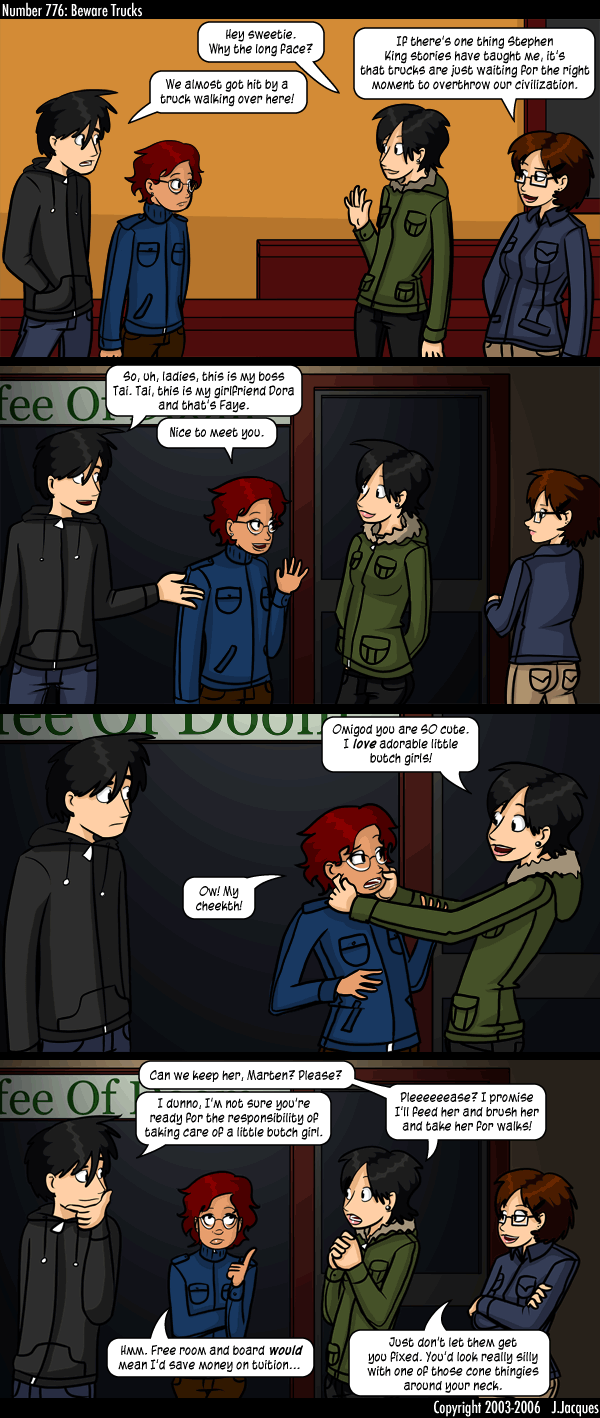 Number 776: Beware Trucks
Hey sweetie.
Why the long face?
We almost got hit by a
truck walking over here!
If there's one thing Stephen
King stories have taught me, it's
that trucks are just waiting for the right
moment to overthrow our civilization.
So, uh, ladies, this is my boss
Tai. Tai, this is my girlfriend Dora
and that's Faye.
Nice to meet you.
fee Of
fee Of Doom
Omigod you are SO cute.
I love adorable little
butch girls!
Ow! My
cheekth!
Can we keep her, Marten? Please?
I dunno, I'm not sure you're
ready for the responsibility of
taking care of a little butch girl.
Pleeeeeease? I promise
I'll feed her and brush her
and take her for walks!
fee Of D
Hmm. Free room and board would
mean I'd save money on tuition...
Just don't let them get
you fixed. You'd look really silly
with one of those cone thingies
around your neck.
Copyright 2003-2006 J.Jacques